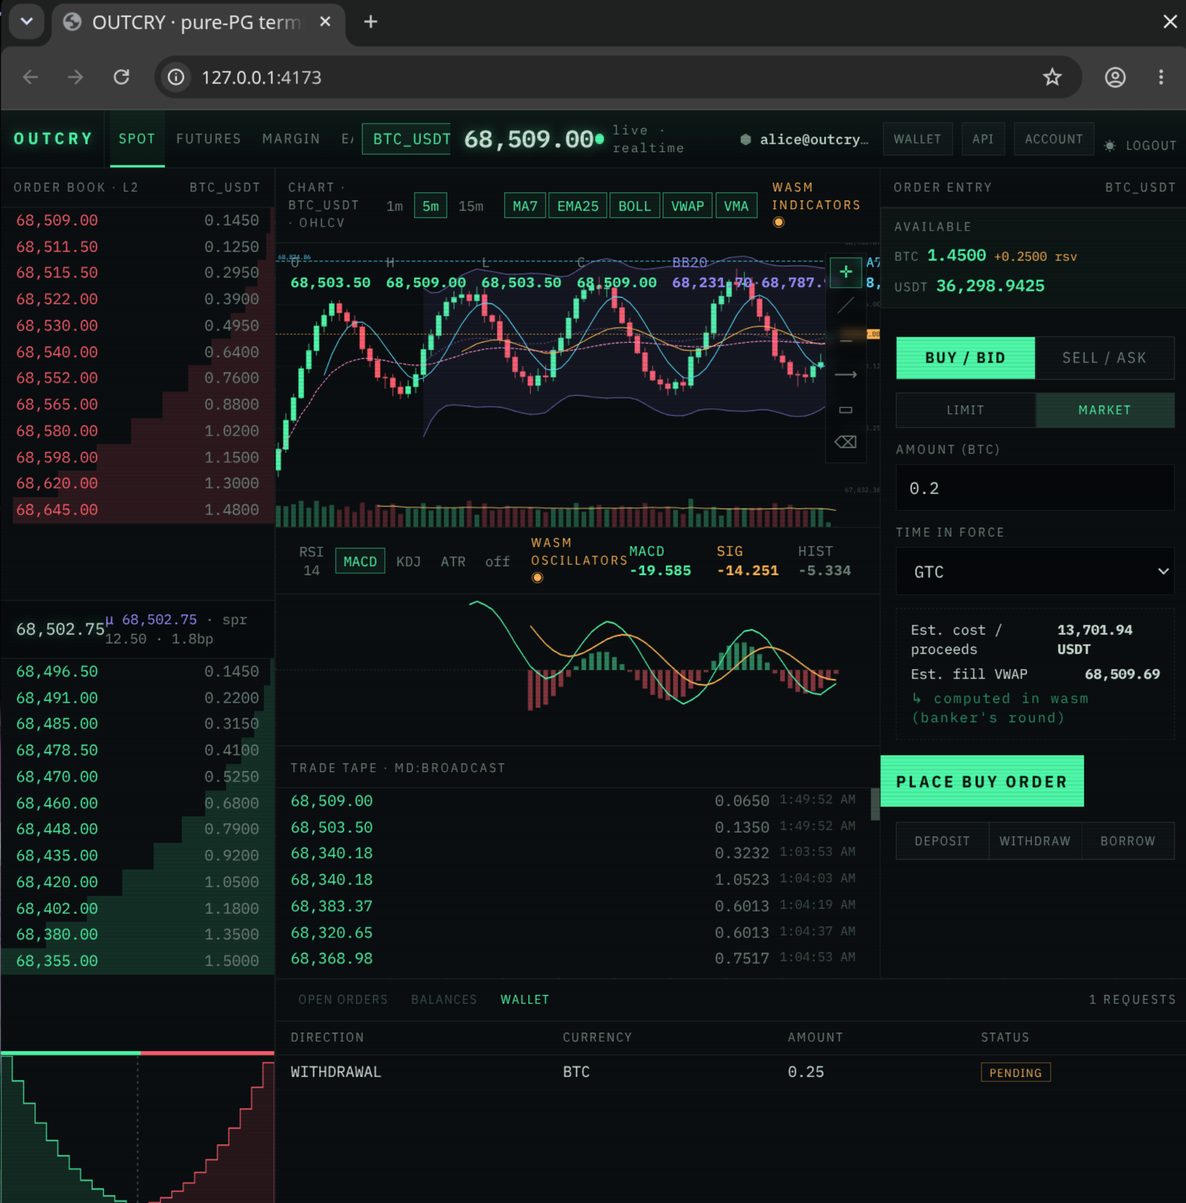 OUTCRY · pure-PG term
127.0.0.1:4173
OUTCRY
SPOT
FUTURES
MARGIN
BTC_USDT
68,509.00
live ·
realtime
alice@outcry…
WALLET
API
ACCOUNT
LOGOUT
ORDER BOOK · L2 BTC_USDT
68,509.00 0.1450
68,511.50 0.1250
68,515.50 0.2950
68,522.00 0.3900
68,530.00 0.4950
68,540.00 0.6400
68,552.00 0.7600
68,565.00 0.8800
68,580.00 1.0200
68,598.00 1.1500
68,620.00 1.3000
68,645.00 1.4800
68,502.75
μ 68,502.75 · spr
12.50 · 1.8bp
68,496.50 0.1450
68,491.00 0.2200
68,485.00 0.3150
68,478.50 0.4100
68,470.00 0.5250
68,460.00 0.6800
68,448.00 0.7900
68,435.00 0.9200
68,420.00 1.0500
68,402.00 1.1800
68,380.00 1.3500
68,355.00 1.5000
CHART ·
BTC_USDT
· OHLCV
1m 5m 15m
MA7 EMA25 BOLL VWAP VMA
WASM
INDICATORS
O H L C BB20
68,503.50 68,509.00 68,503.50 68,509.00
RSI
14
MACD KDJ ATR off
WASM
OSCILLATORS
MACD SIG HIST
-19.585 -14.251 -5.334
TRADE TAPE · MD:BROADCAST
68,509.00 0.0650 1:49:52 AM
68,503.50 0.1350 1:49:52 AM
68,340.18 0.3232 1:03:53 AM
68,340.18 1.0523 1:04:03 AM
68,383.37 0.6013 1:04:19 AM
68,320.65 0.6013 1:04:37 AM
68,368.98 0.7517 1:04:53 AM
OPEN ORDERS BALANCES WALLET 1 REQUESTS
DIRECTION CURRENCY AMOUNT STATUS
WITHDRAWAL BTC 0.25 PENDING
ORDER ENTRY BTC_USDT
AVAILABLE
BTC 1.4500 +0.2500 rsv
USDT 36,298.9425
BUY / BID SELL / ASK
LIMIT MARKET
AMOUNT (BTC)
0.2
TIME IN FORCE
GTC
Est. cost /
proceeds
13,701.94
USDT
Est. fill VWAP 68,509.69
↳ computed in wasm
(banker's round)
PLACE BUY ORDER
DEPOSIT WITHDRAW BORROW